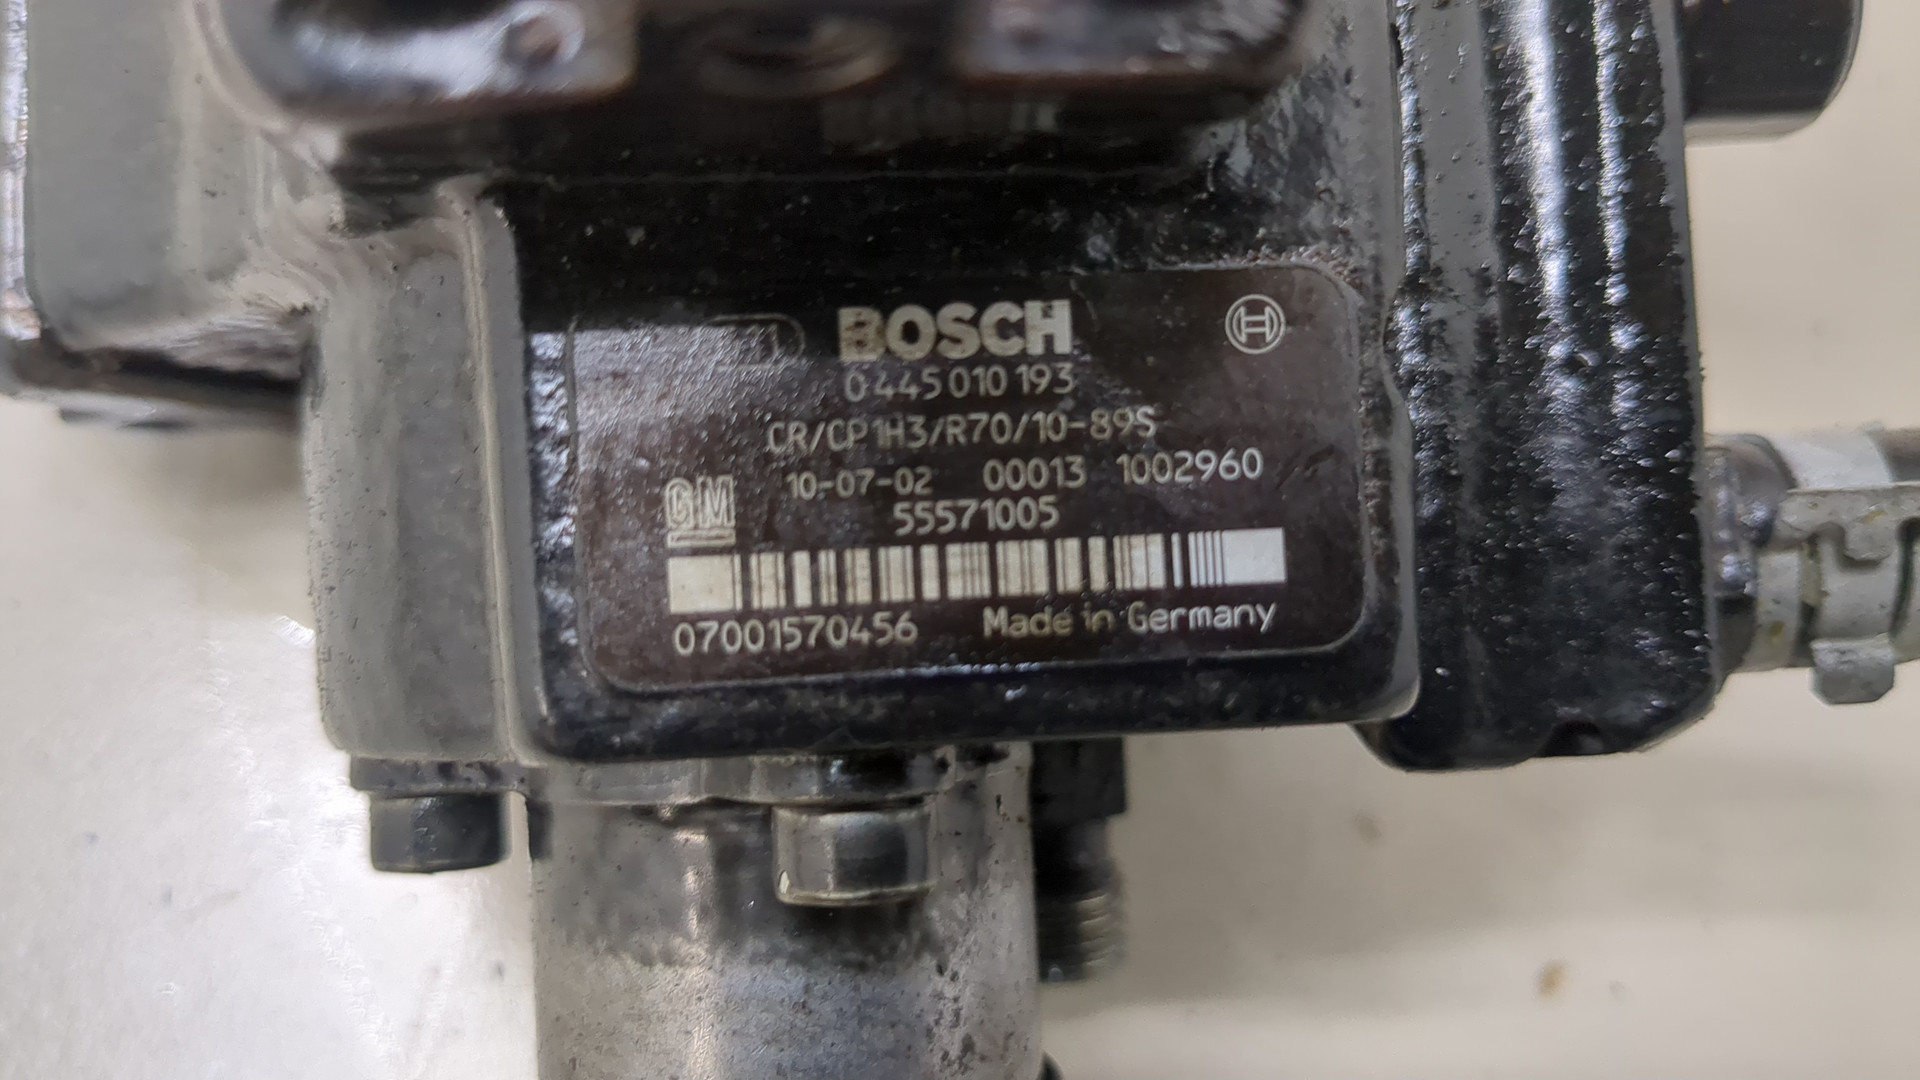 BOSCH
0 445 010 193
CR/CP1H3/R70/10-89S
GM 10-07-02 00013 1002960
55571005
07001570456 Made in Germany